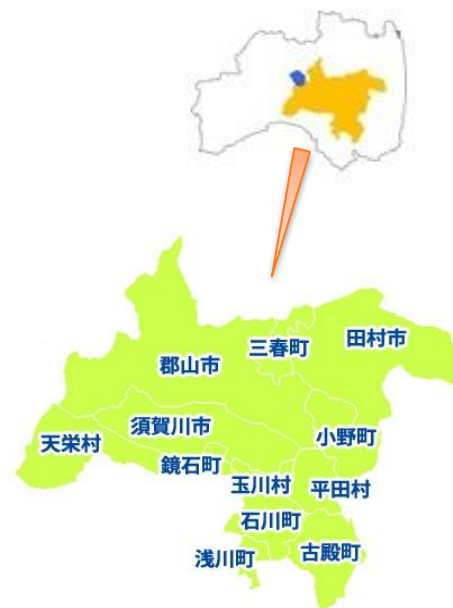 三春町
田村市
郡山市
須賀川市
小野町
天栄村
鏡石町
玉川村
平田村
石川町
浅川町
古殿町